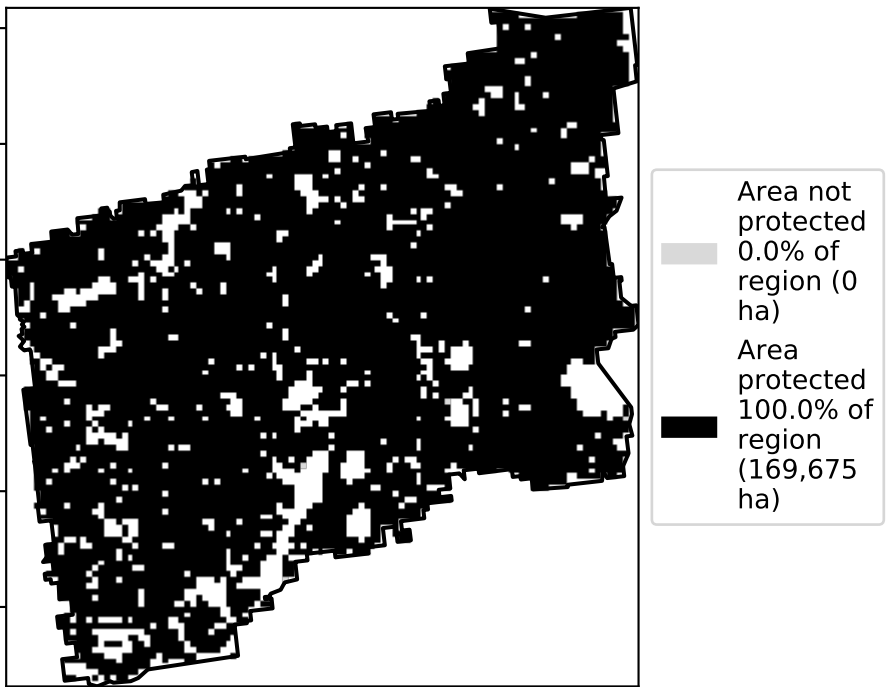 Area not
protected
0.0% of
region (0
ha)
Area
protected
100.0% of
region
(169,675
ha)